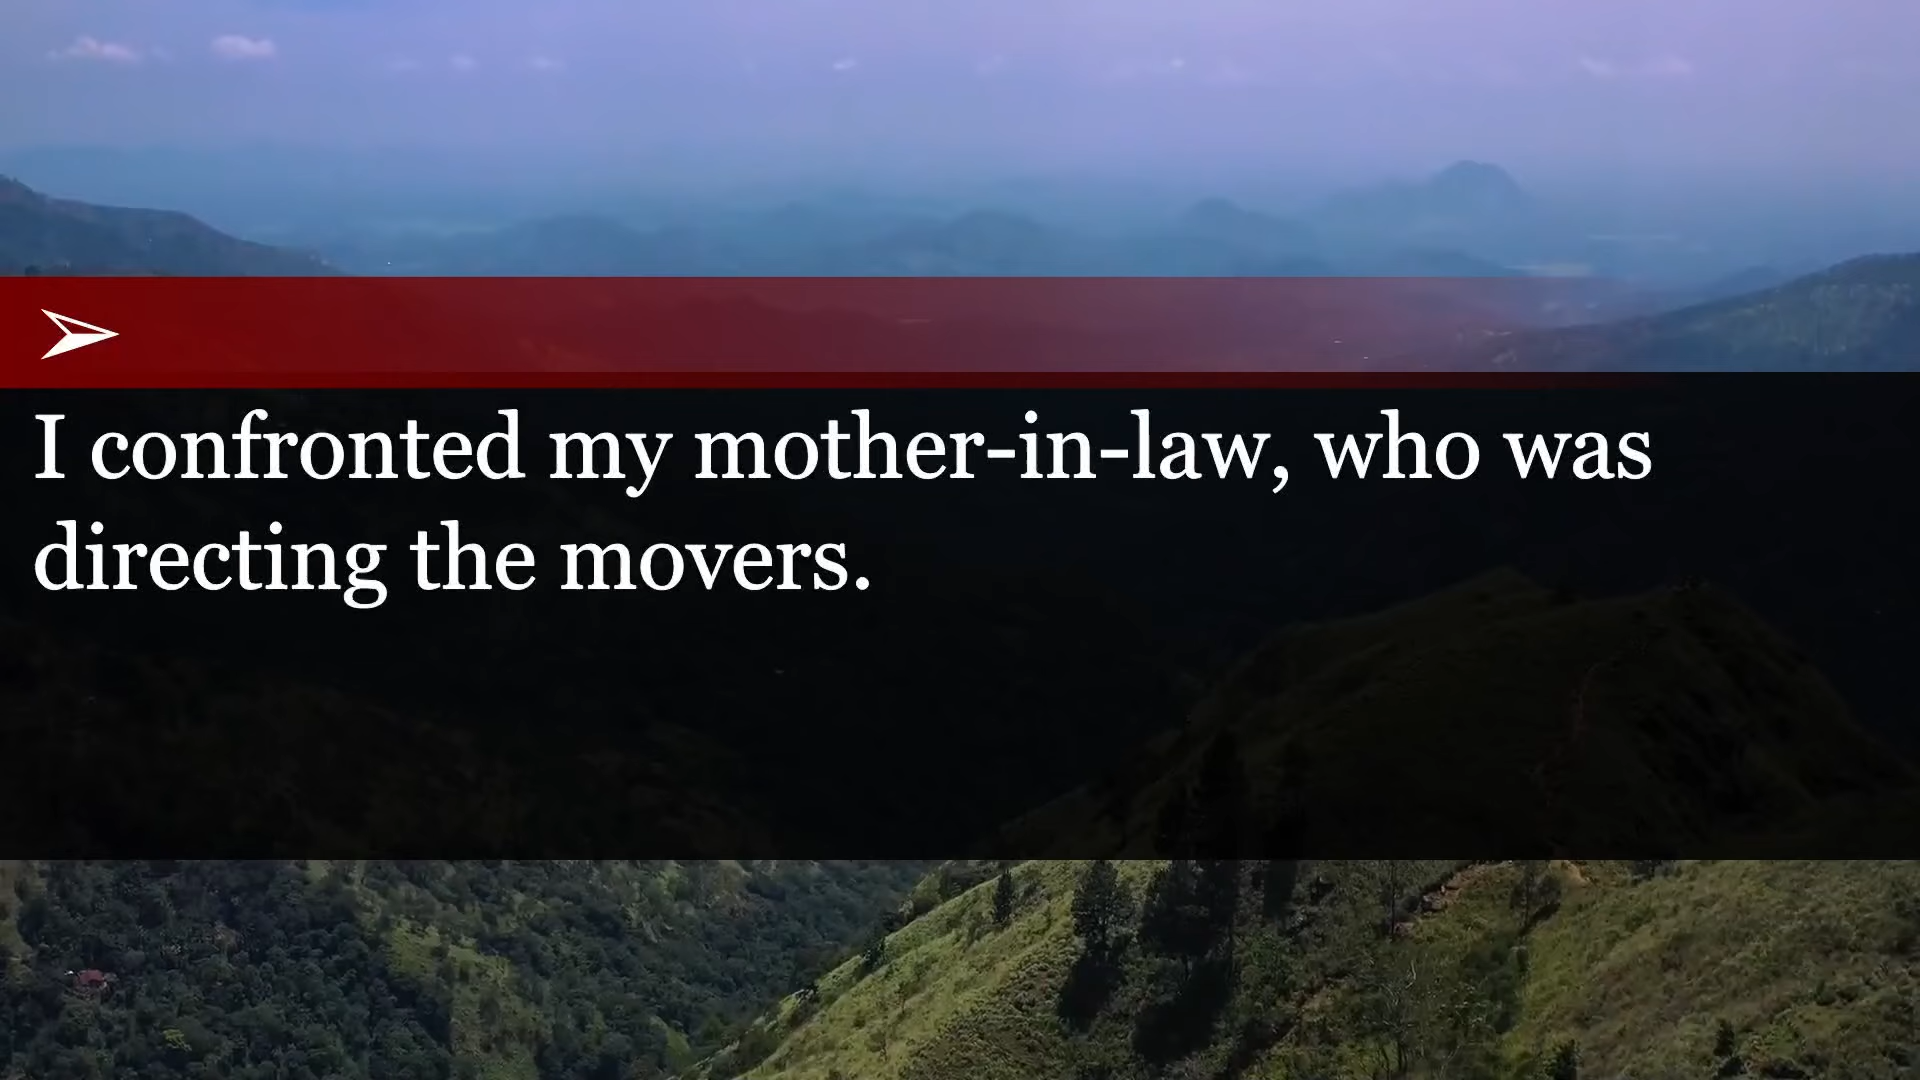 I confronted my mother-in-law, who was
directing the movers.